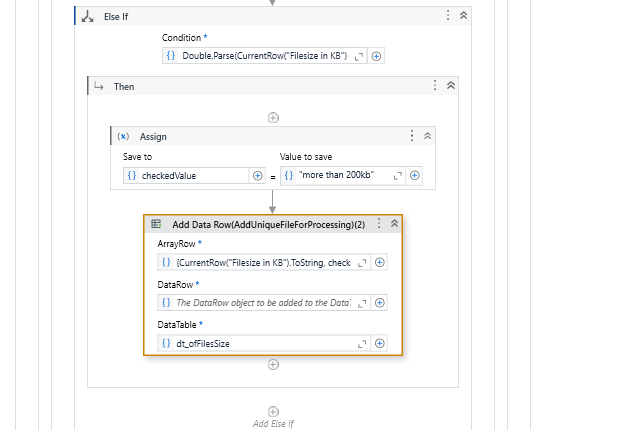 Else If
Condition *
Double.Parse(CurrentRow("Filesize in KB")
Then
(x) Assign
Save to
Value to save
checkedValue
=
"more than 200kb"
Add Data Row(AddUniqueFileForProcessing)(2)
ArrayRow *
{CurrentRow("Filesize in KB").ToString, check
DataRow *
The DataRow object to be added to the Data
DataTable *
dt_ofFilesSize
Add Else If